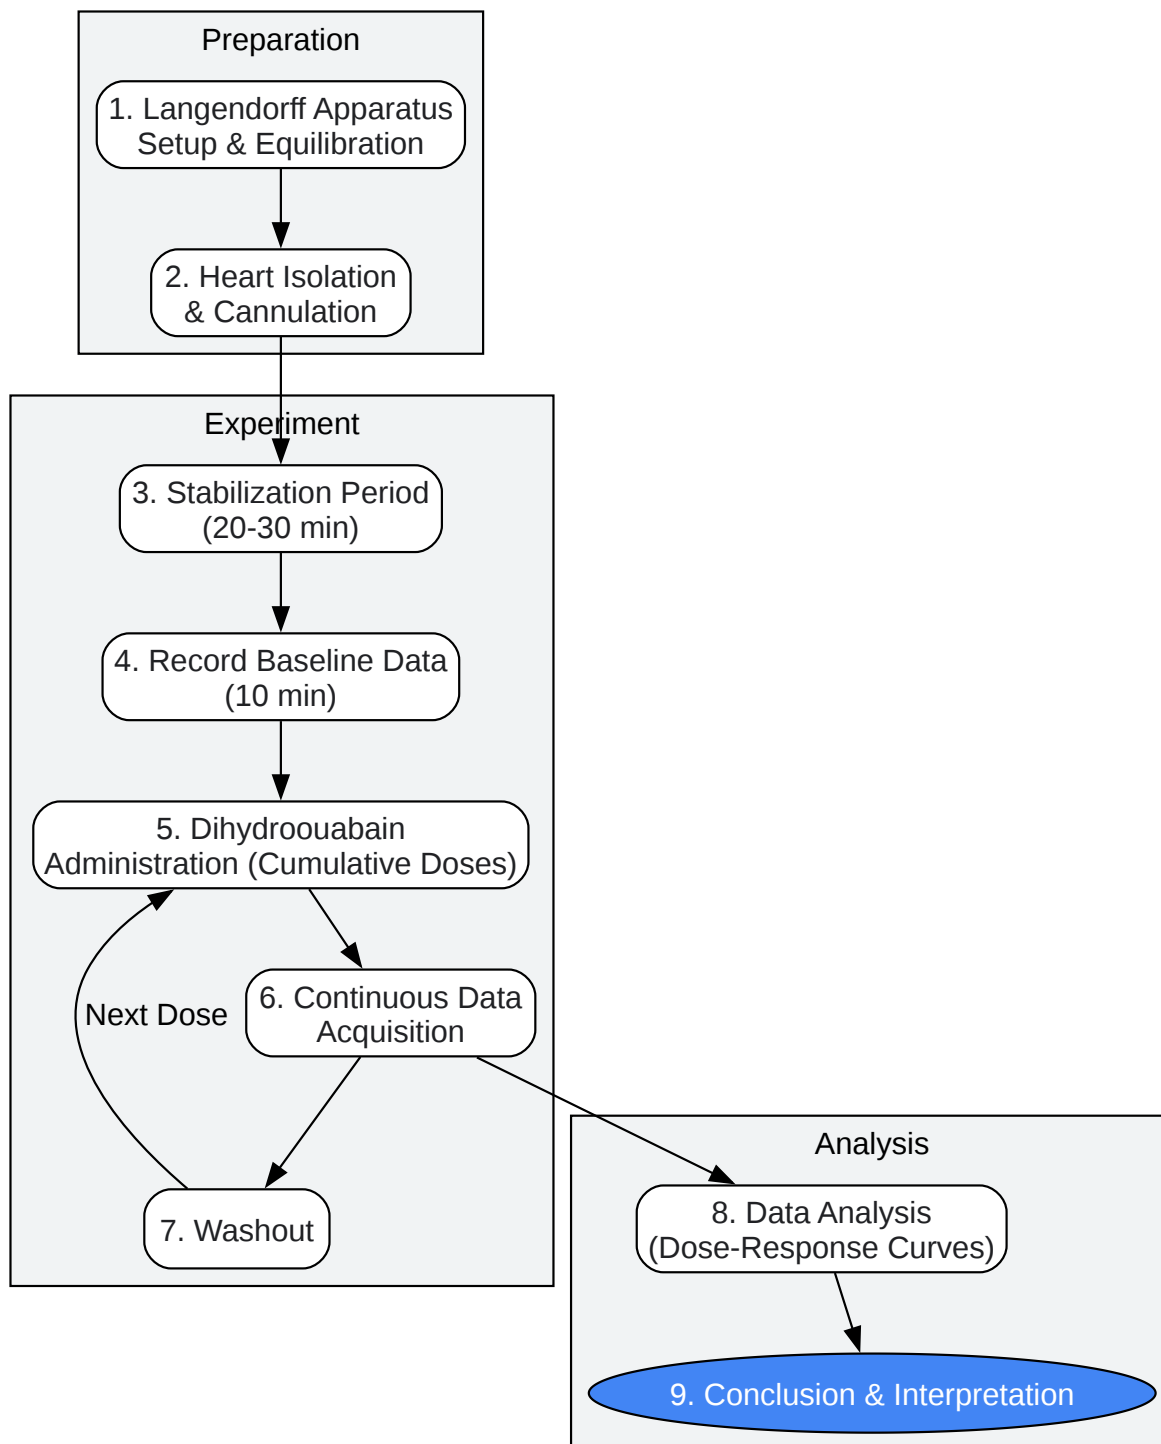 Preparation
1. Langendorff Apparatus
Setup & Equilibration
2. Heart Isolation
& Cannulation
Experiment
3. Stabilization Period
(20-30 min)
4. Record Baseline Data
(10 min)
5. Dihydroouabain
Administration (Cumulative Doses)
6. Continuous Data
Acquisition
Next Dose
7. Washout
Analysis
8. Data Analysis
(Dose-Response Curves)
9. Conclusion & Interpretation